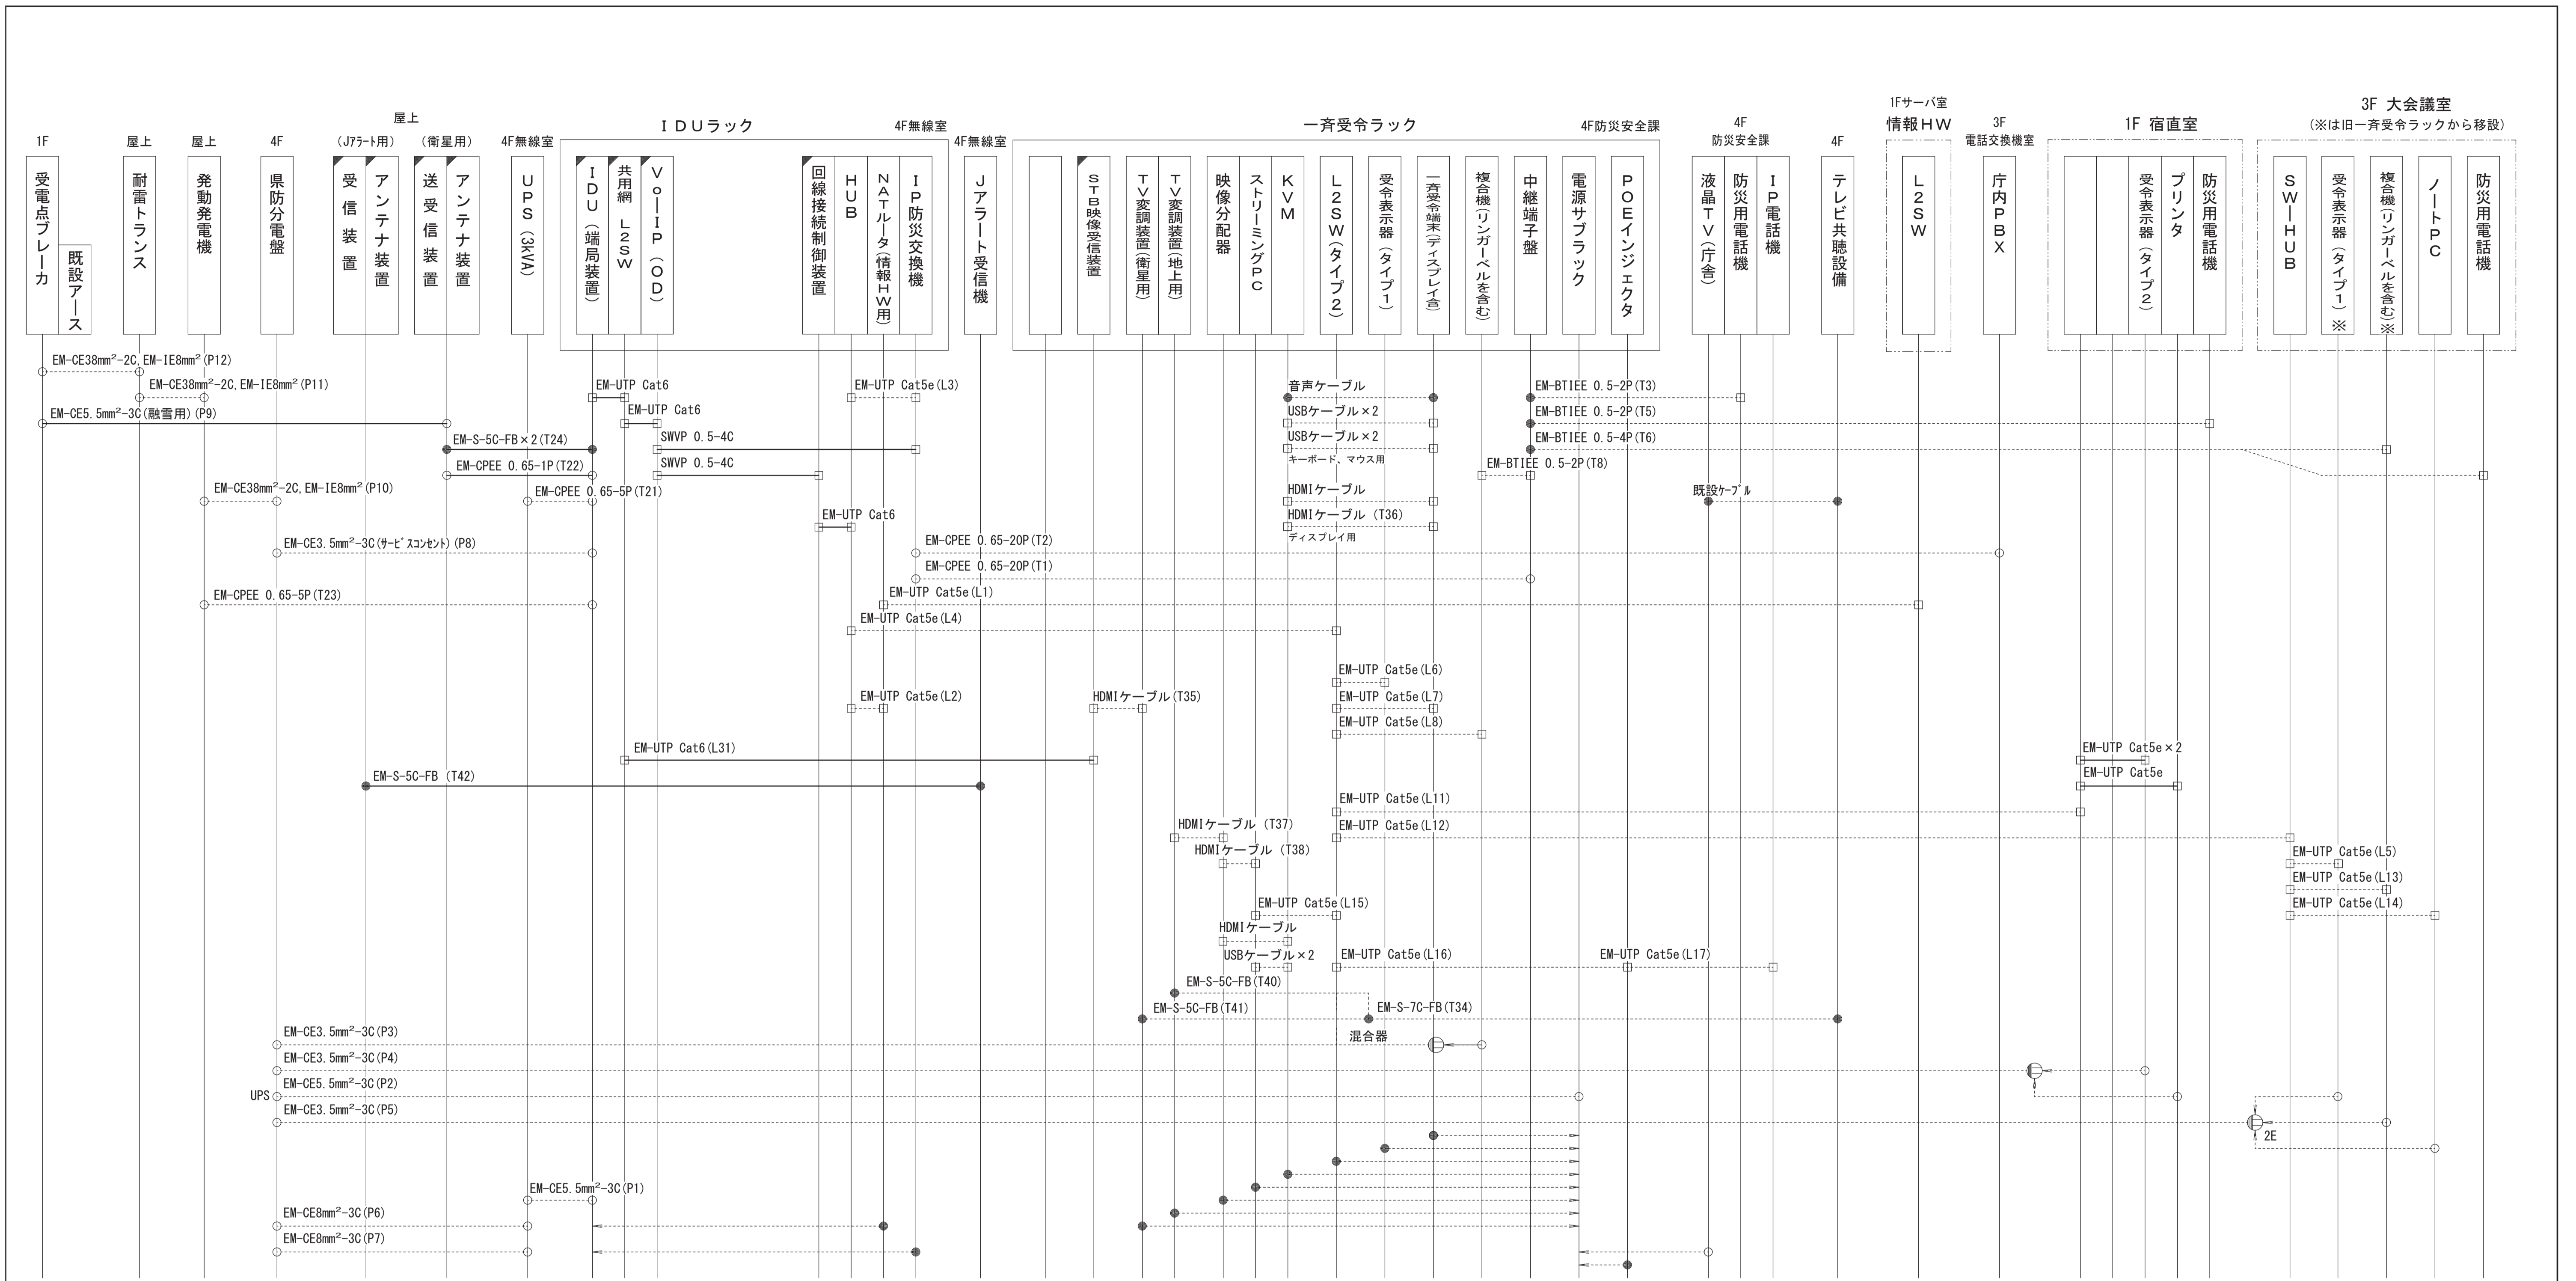 1F
受電点ブレーカ
既設アース
屋上
耐雷トランス
屋上
発動発電機
4F
県防分電盤
屋上
(Jアラート用)
受信装置
アンテナ装置
(衛星用)
送受信装置
アンテナ装置
4F無線室
UPS(3kVA)
IDUラック
4F無線室
IDU(端局装置)
共用網 L2SW
VoーIP(OD)
回線接続制御装置
HUB
NATルータ(情報HW用)
IP防災交換機
4F無線室
Jアラート受信機
一斉受令ラック
4F防災安全課
STB映像受信装置
TV変調装置(衛星用)
TV変調装置(地上用)
映像分配器
ストリーミングPC
KVM
L2SW(タイプ2)
受令表示器(タイプ1)
一斉受令端末(ディスプレイ含)
複合機(リンガーベルを含む)
中継端子盤
電源サブラック
POEインジェクタ
4F
防災安全課
液晶TV(庁舎)
防災用電話機
IP電話機
4F
テレビ共聴設備
1Fサーバ室
情報HW
L2SW
3F
電話交換機室
庁内PBX
1F 宿直室
受令表示器(タイプ2)
プリンタ
防災用電話機
3F 大会議室
(※は旧一斉受令ラックから移設)
SWーHUB
受令表示器(タイプ1)※
複合機(リンガーベルを含む)※
ノートPC
防災用電話機
EM-CE38mm²-2C,EM-IE8mm²(P12)
EM-CE38mm²-2C,EM-IE8mm²(P11)
EM-UTP Cat6
EM-UTP Cat5e(L3)
音声ケーブル
EM-BTIEE 0.5-2P(T3)
EM-CE5.5mm²-3C(融雪用)(P9)
EM-UTP Cat6
USBケーブル×2
EM-BTIEE 0.5-2P(T5)
EM-S-5C-FB×2(T24)
SWVP 0.5-4C
USBケーブル×2
キーボード、マウス用
EM-BTIEE 0.5-4P(T6)
EM-CPEE 0.65-1P(T22)
SWVP 0.5-4C
EM-BTIEE 0.5-2P(T8)
EM-CE38mm²-2C,EM-IE8mm²(P10)
EM-CPEE 0.65-5P(T21)
HDMIケーブル
既設ケーブル
EM-UTP Cat6
HDMIケーブル (T36)
ディスプレイ用
EM-CE3.5mm²-3C(サービスコンセント)(P8)
EM-CPEE 0.65-20P(T2)
EM-CPEE 0.65-20P(T1)
EM-CPEE 0.65-5P(T23)
EM-UTP Cat5e(L1)
EM-UTP Cat5e(L4)
EM-UTP Cat5e(L6)
EM-UTP Cat5e(L2)
HDMIケーブル(T35)
EM-UTP Cat5e(L7)
EM-UTP Cat5e(L8)
EM-UTP Cat6(L31)
EM-UTP Cat5e×2
EM-S-5C-FB (T42)
EM-UTP Cat5e
EM-UTP Cat5e(L11)
HDMIケーブル (T37)
EM-UTP Cat5e(L12)
HDMIケーブル (T38)
EM-UTP Cat5e(L5)
EM-UTP Cat5e(L13)
EM-UTP Cat5e(L15)
EM-UTP Cat5e(L14)
HDMIケーブル
USBケーブル×2
EM-UTP Cat5e(L16)
EM-UTP Cat5e(L17)
EM-S-5C-FB(T40)
EM-S-5C-FB(T41)
EM-S-7C-FB(T34)
混合器
EM-CE3.5mm²-3C(P3)
EM-CE3.5mm²-3C(P4)
EM-CE5.5mm²-3C(P2)
UPS
EM-CE3.5mm²-3C(P5)
2E
EM-CE5.5mm²-3C(P1)
EM-CE8mm²-3C(P6)
EM-CE8mm²-3C(P7)